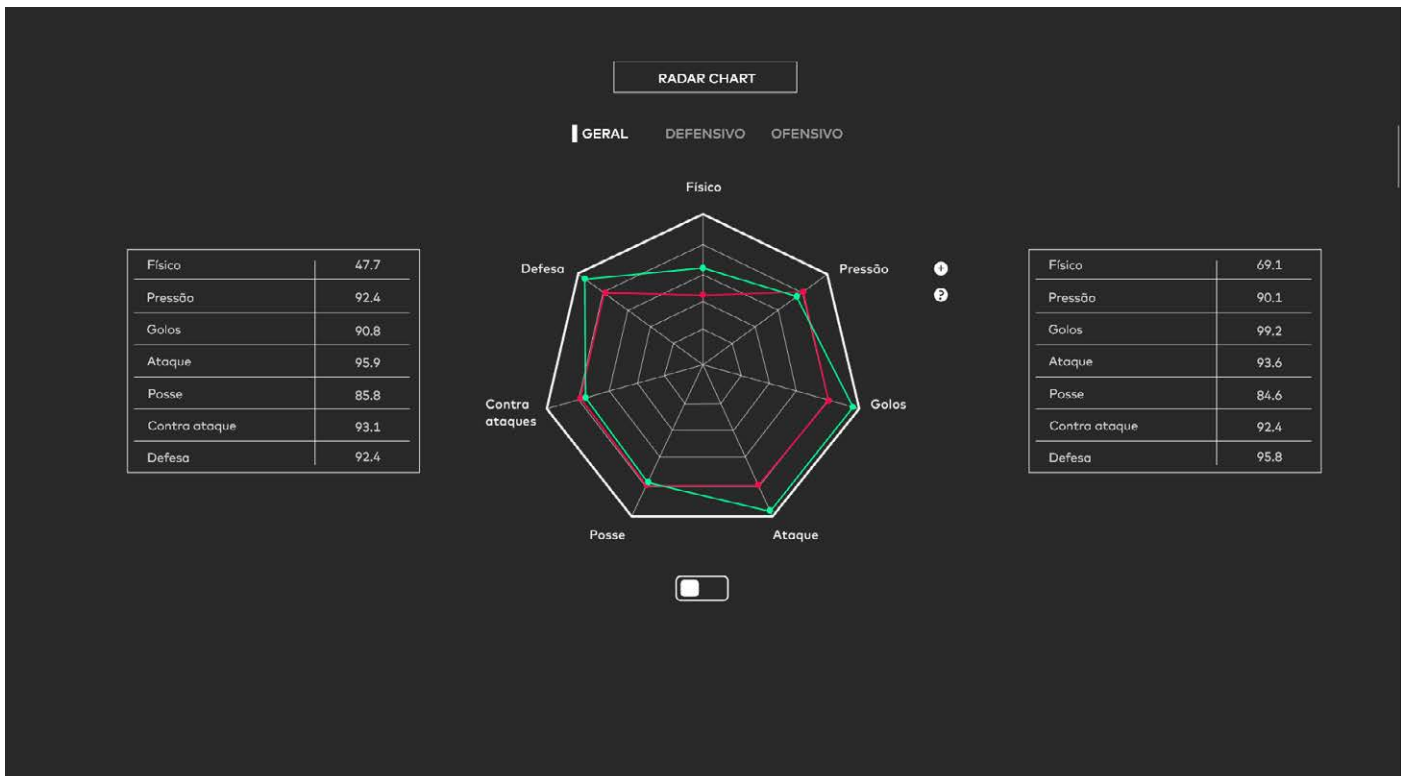 RADAR CHART
GERAL DEFENSIVO OFENSIVO
Físico
Defesa
Pressão
+
?
Contra
ataques
Golos
Posse
Ataque
Físico 47.7
Pressão 92.4
Golos 90.8
Ataque 95.9
Posse 85.8
Contra ataque 93.1
Defesa 92.4
Físico 69.1
Pressão 90.1
Golos 99.2
Ataque 93.6
Posse 84.6
Contra ataque 92.4
Defesa 95.8